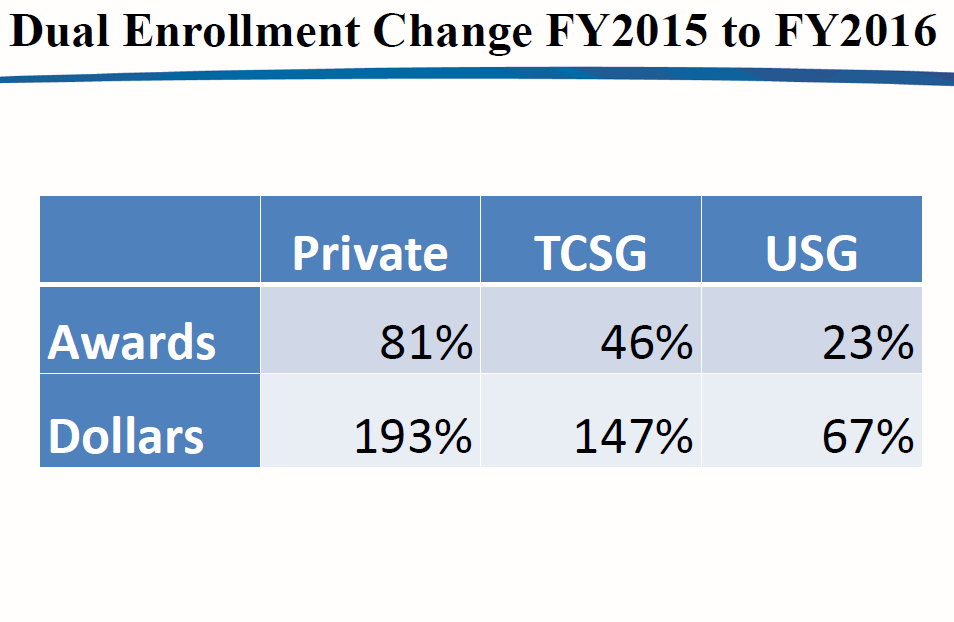 Dual Enrollment Change FY2015 to FY2016
Private TCSG USG
Awards 81% 46% 23%
Dollars 193% 147% 67%